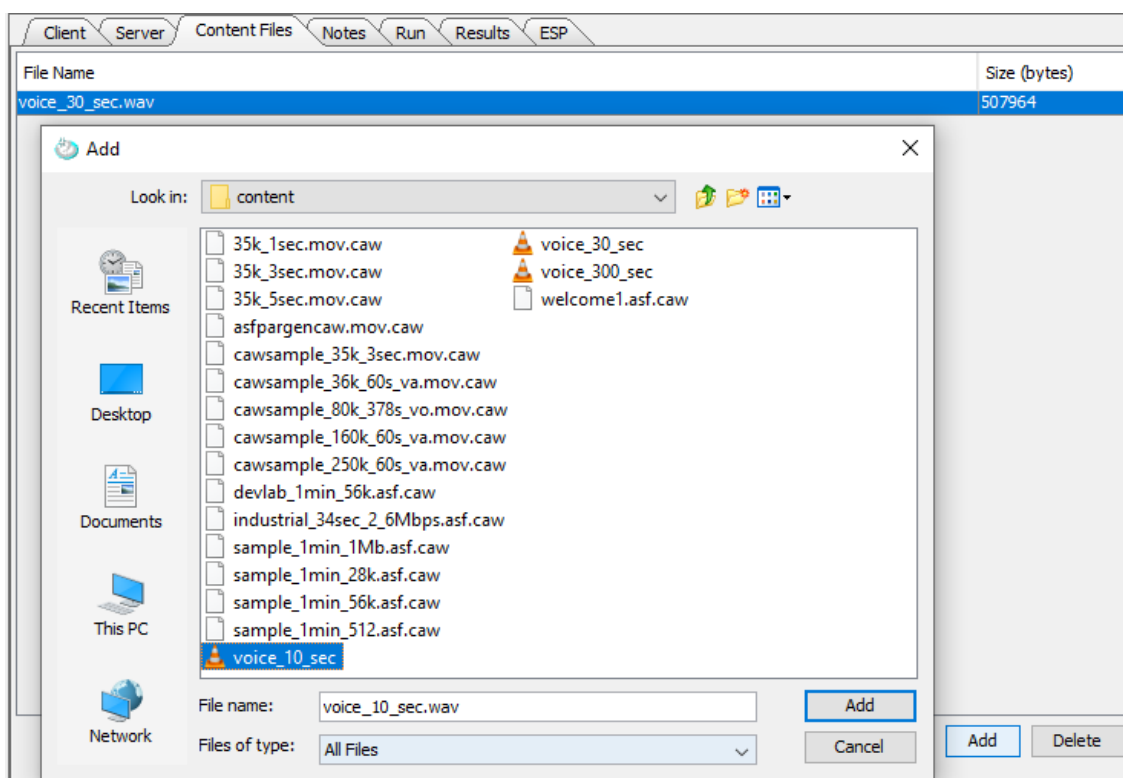 Client Server Content Files Notes Run Results ESP
File Name Size (bytes)
voice_30_sec.wav 507964
Add
Look in: content
Recent Items
Desktop
Documents
This PC
Network
35k_1sec.mov.caw
35k_3sec.mov.caw
35k_5sec.mov.caw
asfpargencaw.mov.caw
cawsample_35k_3sec.mov.caw
cawsample_36k_60s_va.mov.caw
cawsample_80k_378s_vo.mov.caw
cawsample_160k_60s_va.mov.caw
cawsample_250k_60s_va.mov.caw
devlab_1min_56k.asf.caw
industrial_34sec_2_6Mbps.asf.caw
sample_1min_1Mb.asf.caw
sample_1min_28k.asf.caw
sample_1min_56k.asf.caw
sample_1min_512.asf.caw
voice_10_sec
voice_30_sec
voice_300_sec
welcome1.asf.caw
File name: voice_10_sec.wav Add
Files of type: All Files Cancel
Add Delete